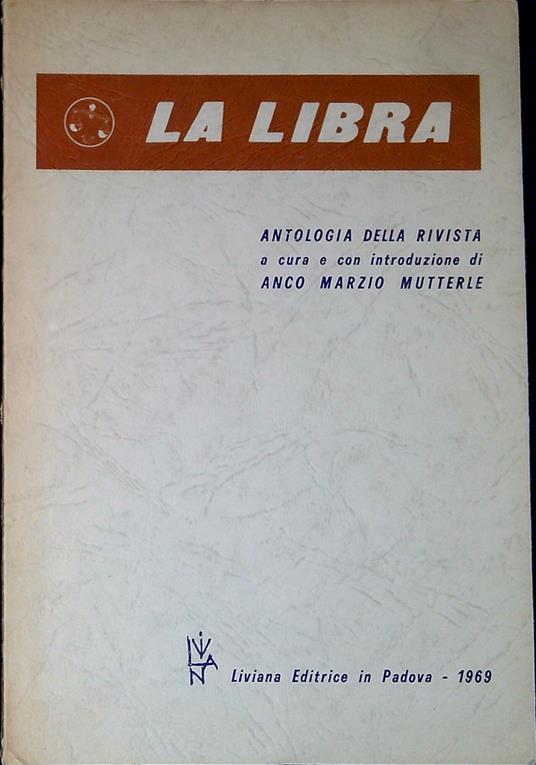 LA LIBRA
ANTOLOGIA DELLA RIVISTA
a cura e con introduzione di
ANCO MARZIO MUTTERLE
Liviana Editrice in Padova - 1969